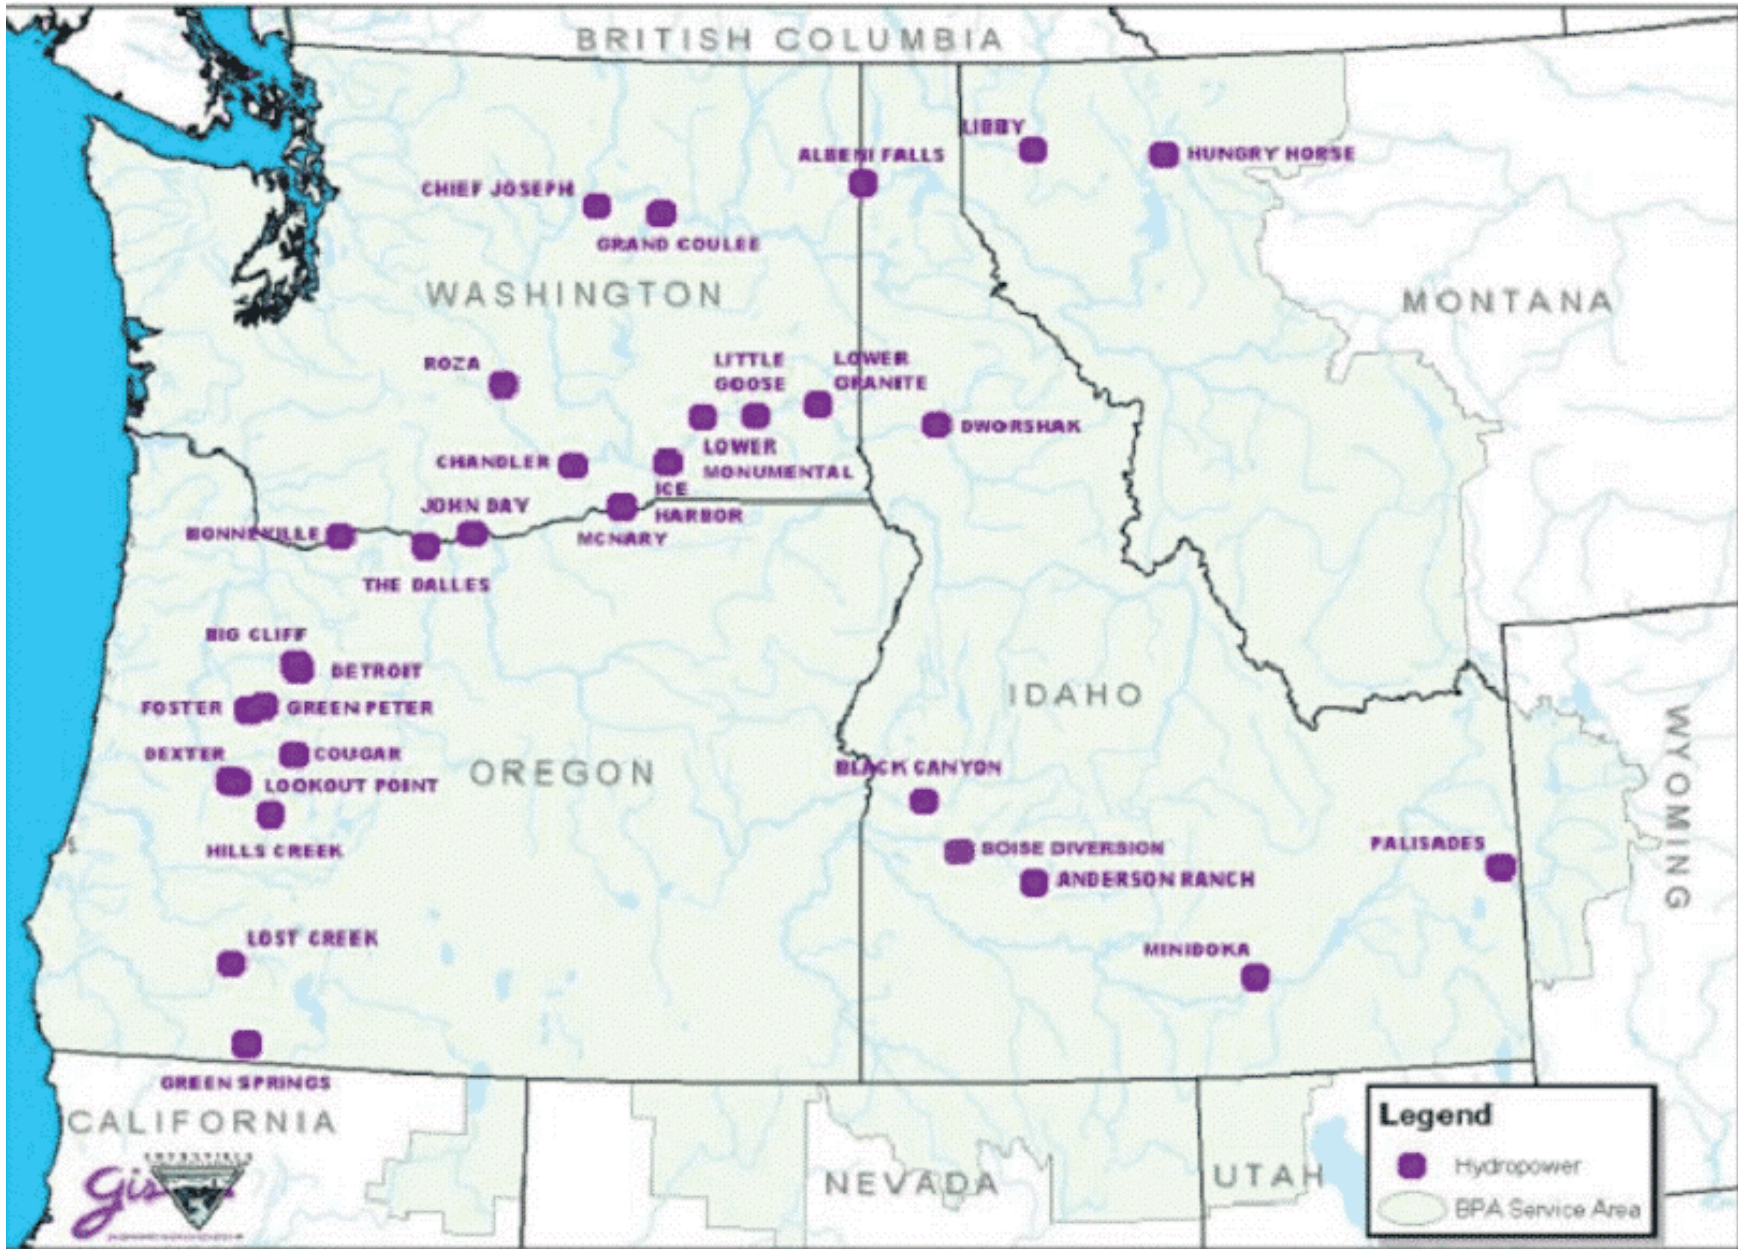 BRITISH COLUMBIA
LIBBY
HUNGRY HORSE
ALBENI FALLS
CHIEF JOSEPH
GRAND COULEE
WASHINGTON
MONTANA
ROZA
LITTLE
GOOSE
LOWER
GRANITE
DWORSHAK
LOWER
MONUMENTAL
CHANDLER
ICE
HARBOR
JOHN DAY
MCNARY
BONNEVILLE
THE DALLES
BIG CLIFF
DETROIT
FOSTER
GREEN PETER
DEXTER
COUGAR
LOOKOUT POINT
HILLS CREEK
OREGON
IDAHO
WYOMING
BLACK CANYON
BOISE DIVERSION
ANDERSON RANCH
PALISADES
MINIDOKA
LOST CREEK
GREEN SPRINGS
CALIFORNIA
NEVADA
UTAH
Gis
Legend
Hydropower
BPA Service Area